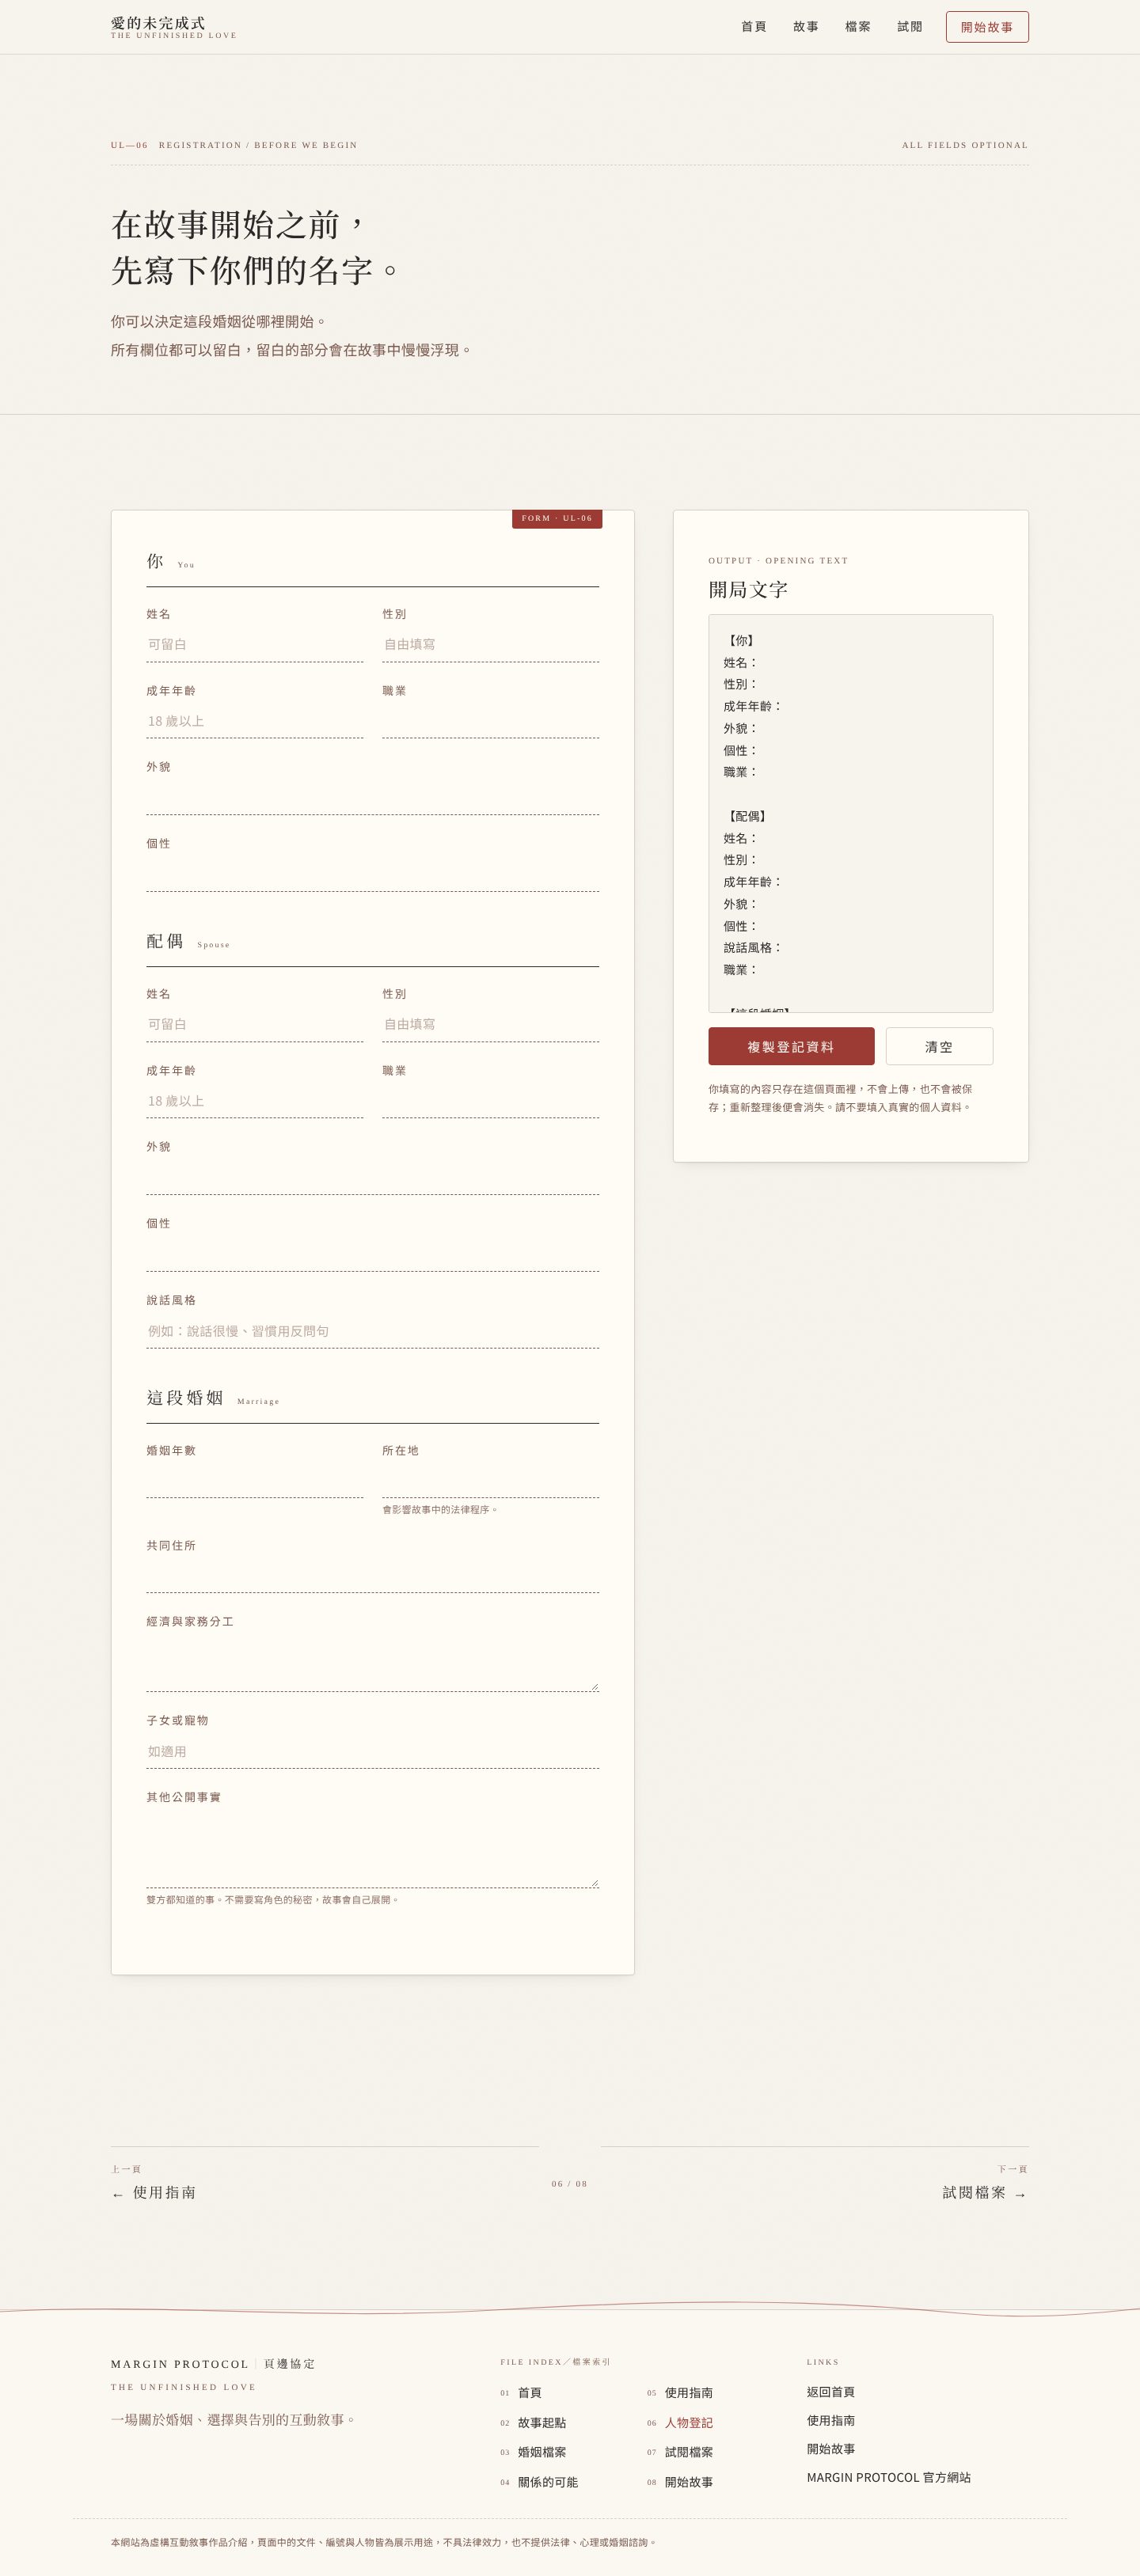 愛的未完成式
THE UNFINISHED LOVE
首頁 故事 檔案 試閱 開始故事
UL—06 REGISTRATION / BEFORE WE BEGIN
ALL FIELDS OPTIONAL
在故事開始之前，
先寫下你們的名字。
你可以決定這段婚姻從哪裡開始。
所有欄位都可以留白，留白的部分會在故事中慢慢浮現。
FORM · UL-06
你 You
姓名 性別
可留白 自由填寫
成年年齡 職業
18 歲以上
外貌
個性
配偶 Spouse
姓名 性別
可留白 自由填寫
成年年齡 職業
18 歲以上
外貌
個性
說話風格
例如：說話很慢、習慣用反問句
這段婚姻 Marriage
婚姻年數 所在地
會影響故事中的法律程序。
共同住所
經濟與家務分工
子女或寵物
如適用
其他公開事實
雙方都知道的事。不需要寫角色的秘密，故事會自己展開。
OUTPUT · OPENING TEXT
開局文字
【你】
姓名：
性別：
成年年齡：
外貌：
個性：
職業：
【配偶】
姓名：
性別：
成年年齡：
外貌：
個性：
說話風格：
職業：
【這段婚姻】
複製登記資料 清空
你填寫的內容只存在這個頁面裡，不會上傳，也不會被保
存；重新整理後便會消失。請不要填入真實的個人資料。
上一頁
← 使用指南
06 / 08
下一頁
試閱檔案 →
MARGIN PROTOCOL 頁邊協定
THE UNFINISHED LOVE
一場關於婚姻、選擇與告別的互動敘事。
FILE INDEX／檔案索引
01 首頁
02 故事起點
03 婚姻檔案
04 關係的可能
05 使用指南
06 人物登記
07 試閱檔案
08 開始故事
LINKS
返回首頁
使用指南
開始故事
MARGIN PROTOCOL 官方網站
本網站為虛構互動敘事作品介紹，頁面中的文件、編號與人物皆為展示用途，不具法律效力，也不提供法律、心理或婚姻諮詢。